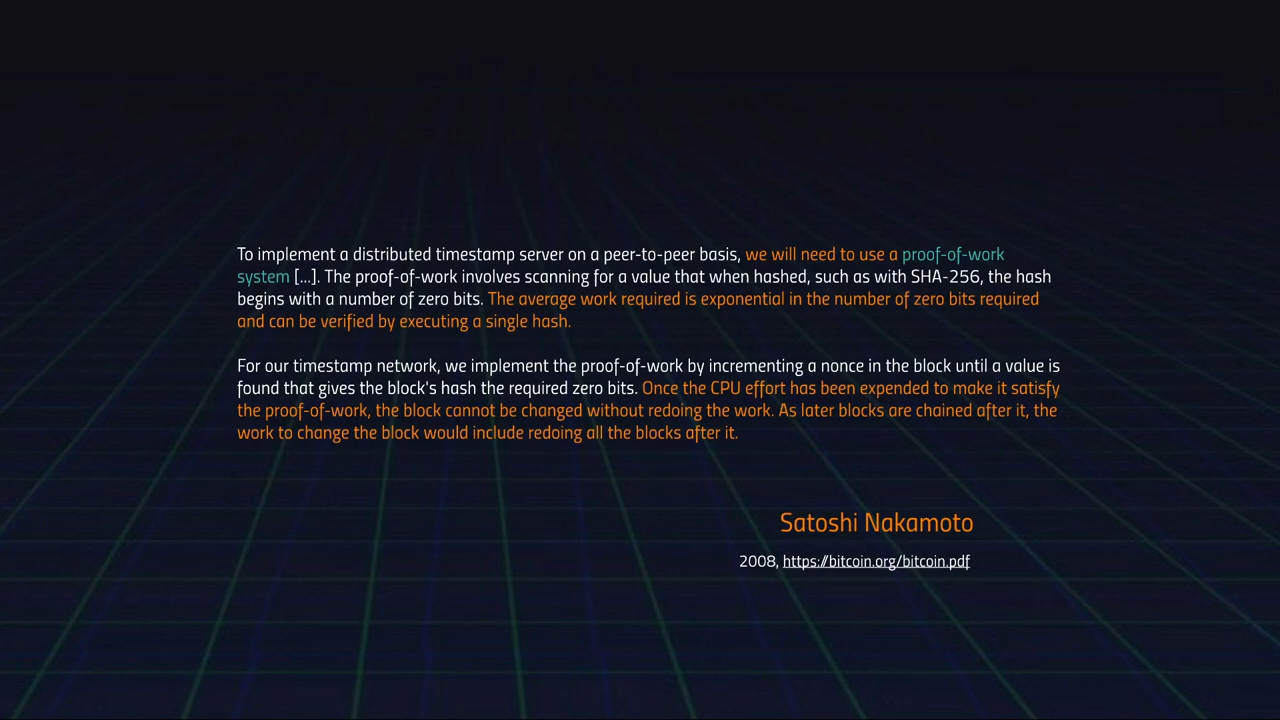 To implement a distributed timestamp server on a peer-to-peer basis, we will need to use a proof-of-work
system [...]. The proof-of-work involves scanning for a value that when hashed, such as with SHA-256, the hash
begins with a number of zero bits. The average work required is exponential in the number of zero bits required
and can be verified by executing a single hash.
For our timestamp network, we implement the proof-of-work by incrementing a nonce in the block until a value is
found that gives the block's hash the required zero bits. Once the CPU effort has been expended to make it satisfy
the proof-of-work, the block cannot be changed without redoing the work. As later blocks are chained after it, the
work to change the block would include redoing all the blocks after it.
Satoshi Nakamoto
2008, https://bitcoin.org/bitcoin.pdf